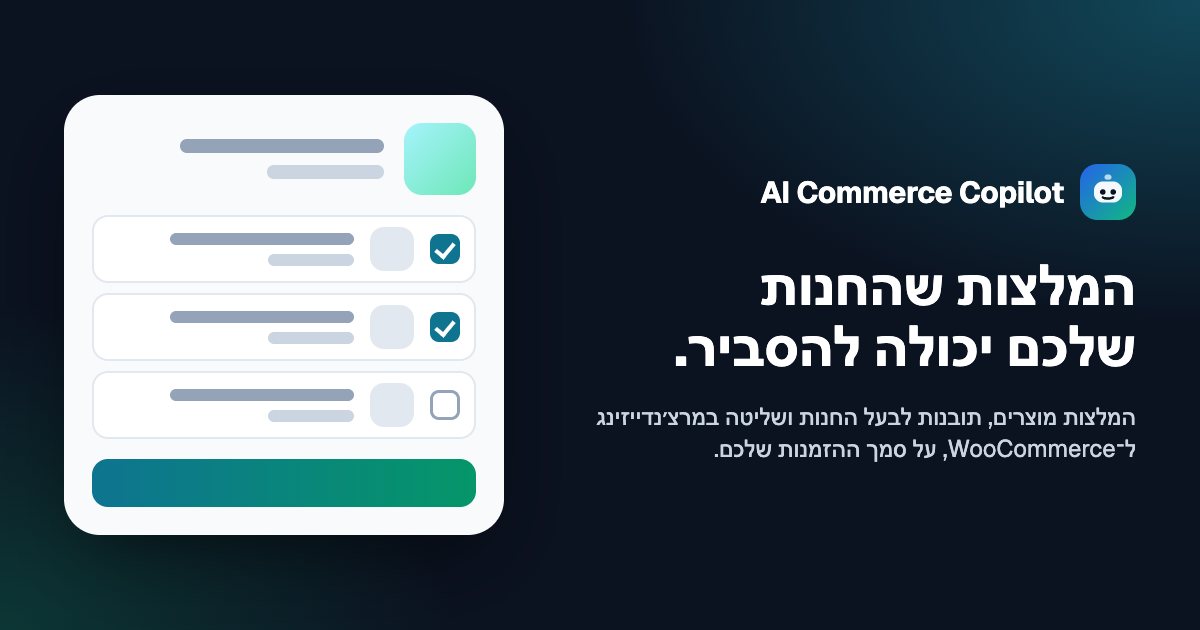 AI Commerce Copilot
המלצות שהחנות
שלכם יכולה להסביר.
המלצות מוצרים, תובנות לבעל החנות ושליטה במרצ׳נדייזינג
ל־WooCommerce, על סמך ההזמנות שלכם.